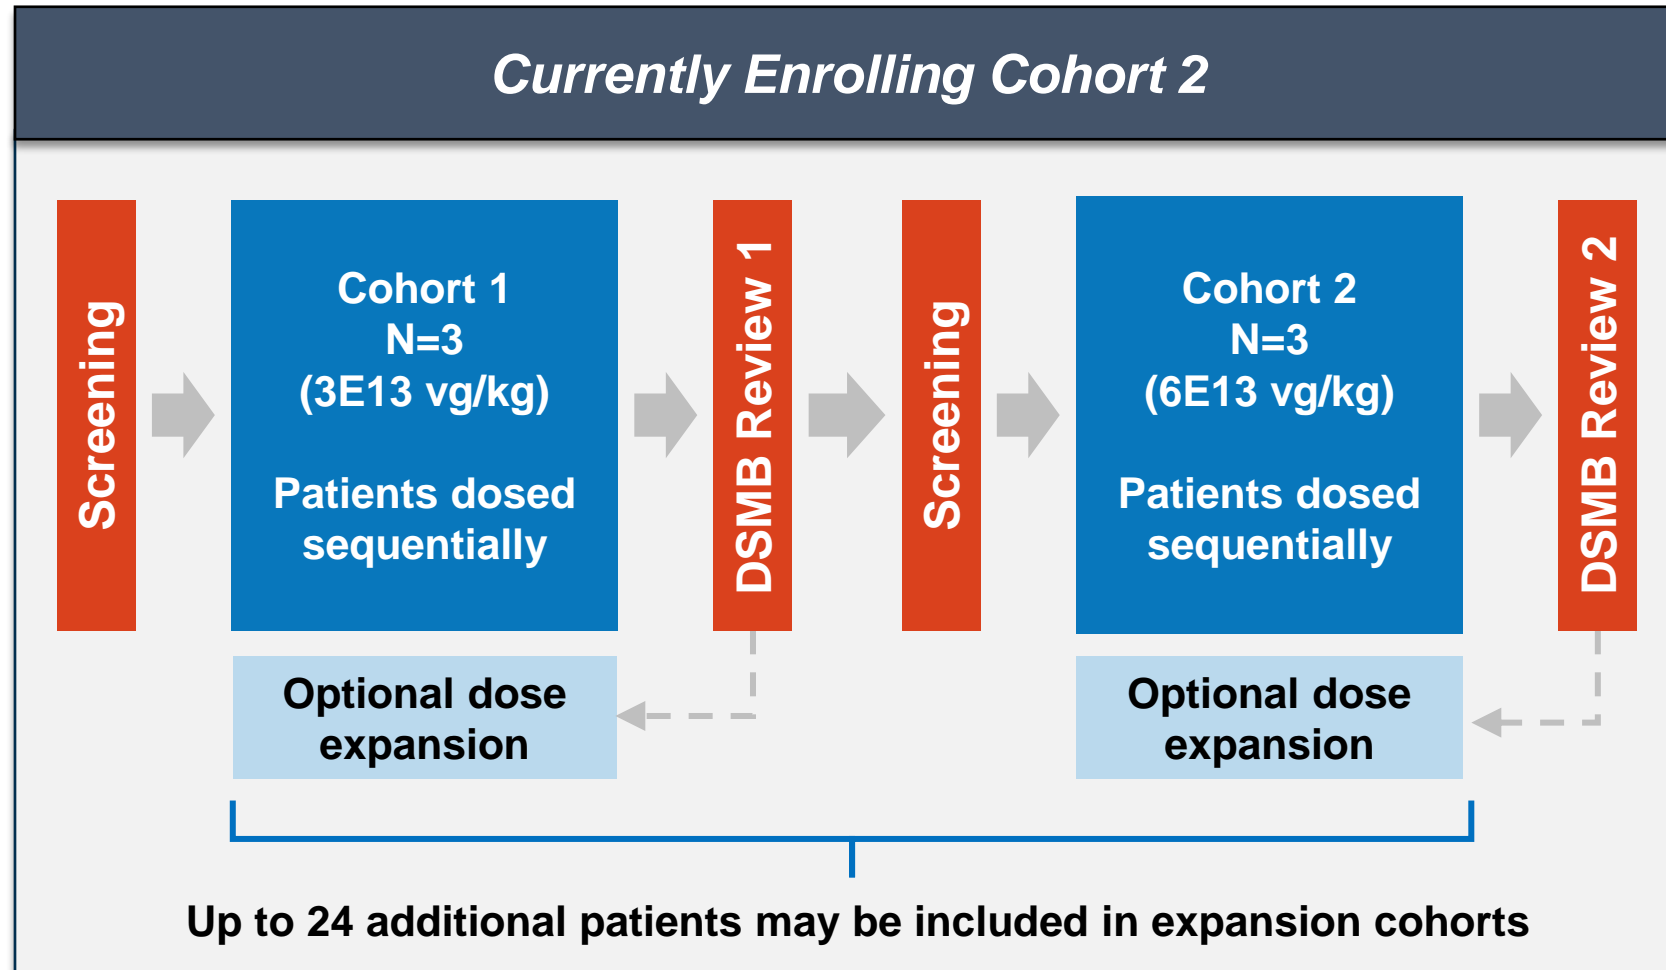 Currently Enrolling Cohort 2
Screening
Cohort 1
N=3
(3E13 vg/kg)
Patients dosed
sequentially
DSMB Review 1
Screening
Cohort 2
N=3
(6E13 vg/kg)
Patients dosed
sequentially
DSMB Review 2
Optional dose
expansion
Optional dose
expansion
Up to 24 additional patients may be included in expansion cohorts